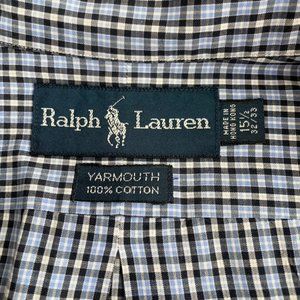 Ralph Lauren
MADE IN
HONG KONG
15½
32/33
YARMOUTH
100% COTTON